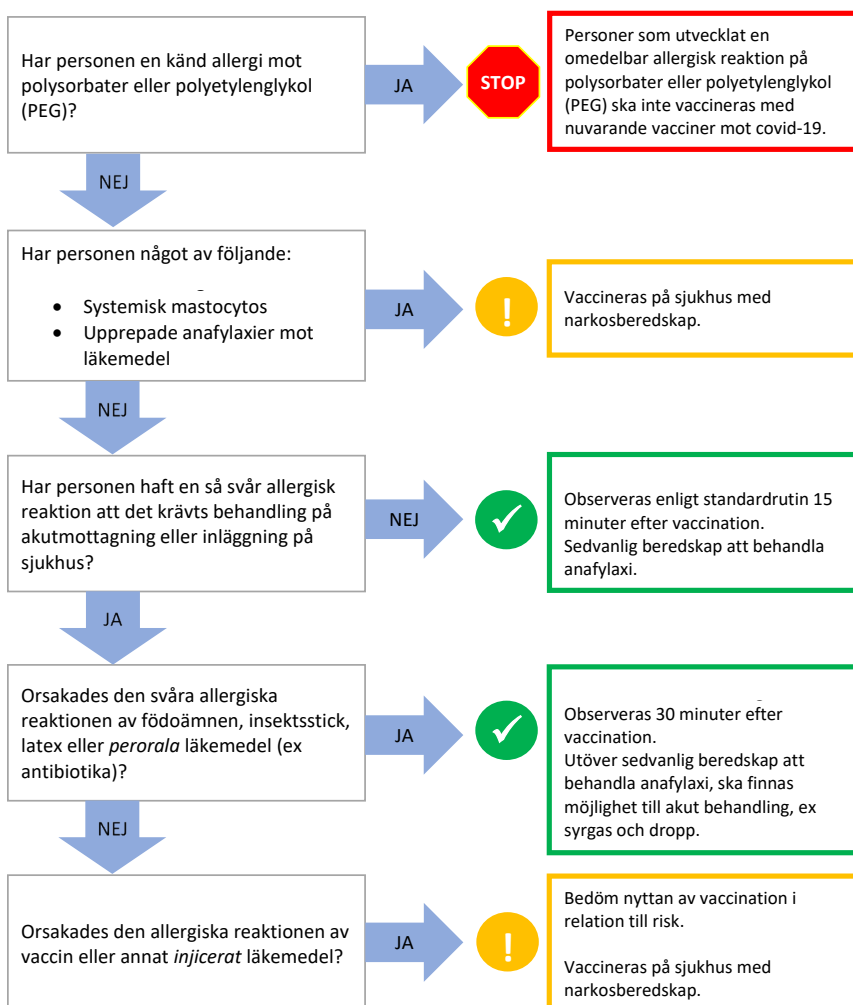 Har personen en känd allergi mot
polysorbater eller polyetylenglykol
(PEG)?
JA
STOP
Personer som utvecklat en
omedelbar allergisk reaktion på
polysorbater eller polyetylenglykol
(PEG) ska inte vaccineras med
nuvarande vacciner mot covid-19.
NEJ
Har personen något av följande:
• Systemisk mastocytos
• Upprepade anafylaxier mot
läkemedel
JA
!
Vaccineras på sjukhus med
narkosberedskap.
NEJ
Har personen haft en så svår allergisk
reaktion att det krävts behandling på
akutmottagning eller inläggning på
sjukhus?
NEJ
Observeras enligt standardrutin 15
minuter efter vaccination.
Sedvanlig beredskap att behandla
anafylaxi.
JA
Orsakades den svåra allergiska
reaktionen av födoämnen, insektsstick,
latex eller perorala läkemedel (ex
antibiotika)?
JA
Observeras 30 minuter efter
vaccination.
Utöver sedvanlig beredskap att
behandla anafylaxi, ska finnas
möjlighet till akut behandling, ex
syrgas och dropp.
NEJ
Orsakades den allergiska reaktionen av
vaccin eller annat injicerat läkemedel?
JA
!
Bedöm nyttan av vaccination i
relation till risk.
Vaccineras på sjukhus med
narkosberedskap.